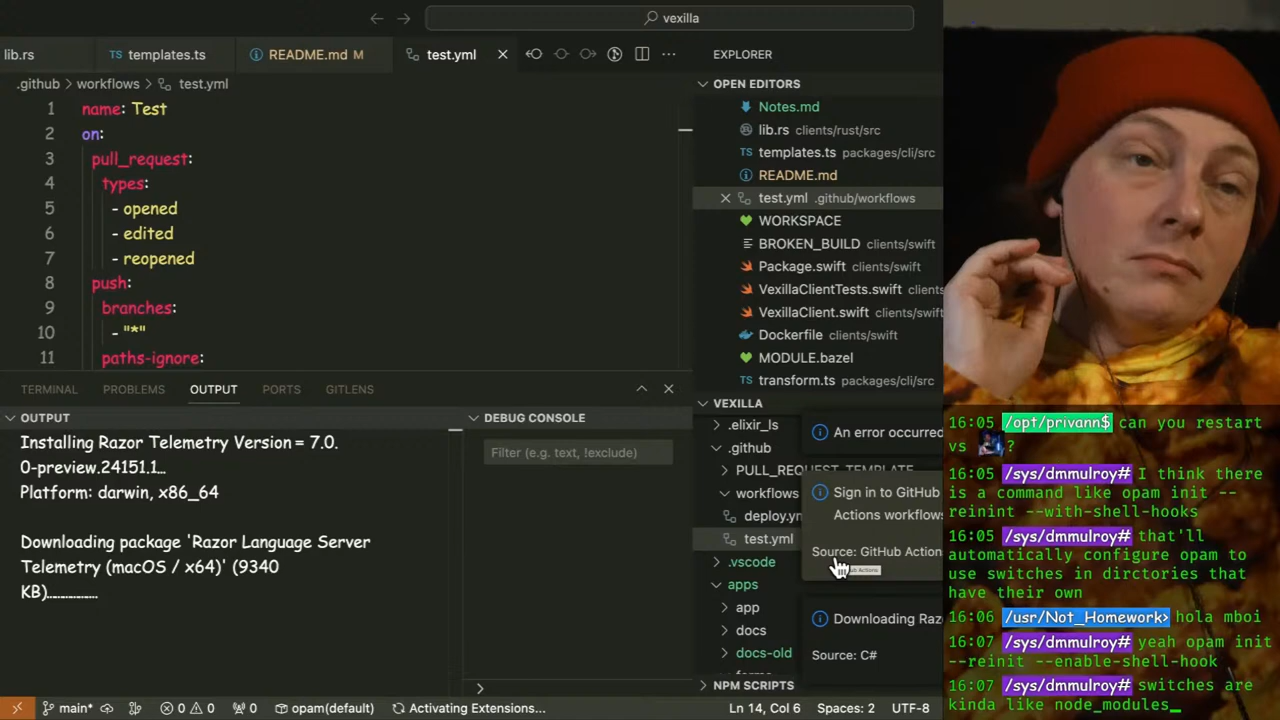 vexilla
lib.rs
templates.ts
README.md M
test.yml
EXPLORER
.github > workflows > test.yml
1 name: Test
2 on:
3 pull_request:
4 types:
5 - opened
6 - edited
7 - reopened
8 push:
9 branches:
10 - "*"
11 paths-ignore:
OPEN EDITORS
Notes.md
lib.rs clients/rust/src
templates.ts packages/cli/src
README.md
test.yml .github/workflows
WORKSPACE
BROKEN_BUILD clients/swift
Package.swift clients/swift
VexillaClientTests.swift clients/swift
VexillaClient.swift clients/swift
Dockerfile clients/swift
MODULE.bazel
transform.ts packages/cli/src
TERMINAL PROBLEMS OUTPUT PORTS GITLENS
OUTPUT
Installing Razor Telemetry Version = 7.0.
0-preview.24151.1...
Platform: darwin, x86_64
Downloading package 'Razor Language Server
Telemetry (macOS / x64)' (9340
KB)....................
DEBUG CONSOLE
Filter (e.g. text, !exclude)
VEXILLA
.elixir_ls
.github
PULL_REQUEST_TEMPLATE
workflows
deploy.ym
test.yml
.vscode
apps
app
docs
docs-old
NPM SCRIPTS
An error occurred
Sign in to GitHub
Actions workflows
Source: GitHub Action
Downloading Raz
Source: C#
main* 0 0 0 opam(default) Activating Extensions... Ln 14, Col 6 Spaces: 2 UTF-8
16:05 /opt/privann$ can you restart
vs ?
16:05 /sys/dmmulroy# I think there
is a command like opam init --
reinint --with-shell-hooks
16:05 /sys/dmmulroy# that'll
automatically configure opam to
use switches in dirctories that
have their own
16:06 /usr/Not_Homework> hola mboi
16:07 /sys/dmmulroy# yeah opam init
--reinit --enable-shell-hook
16:07 /sys/dmmulroy# switches are
kinda like node_modules_